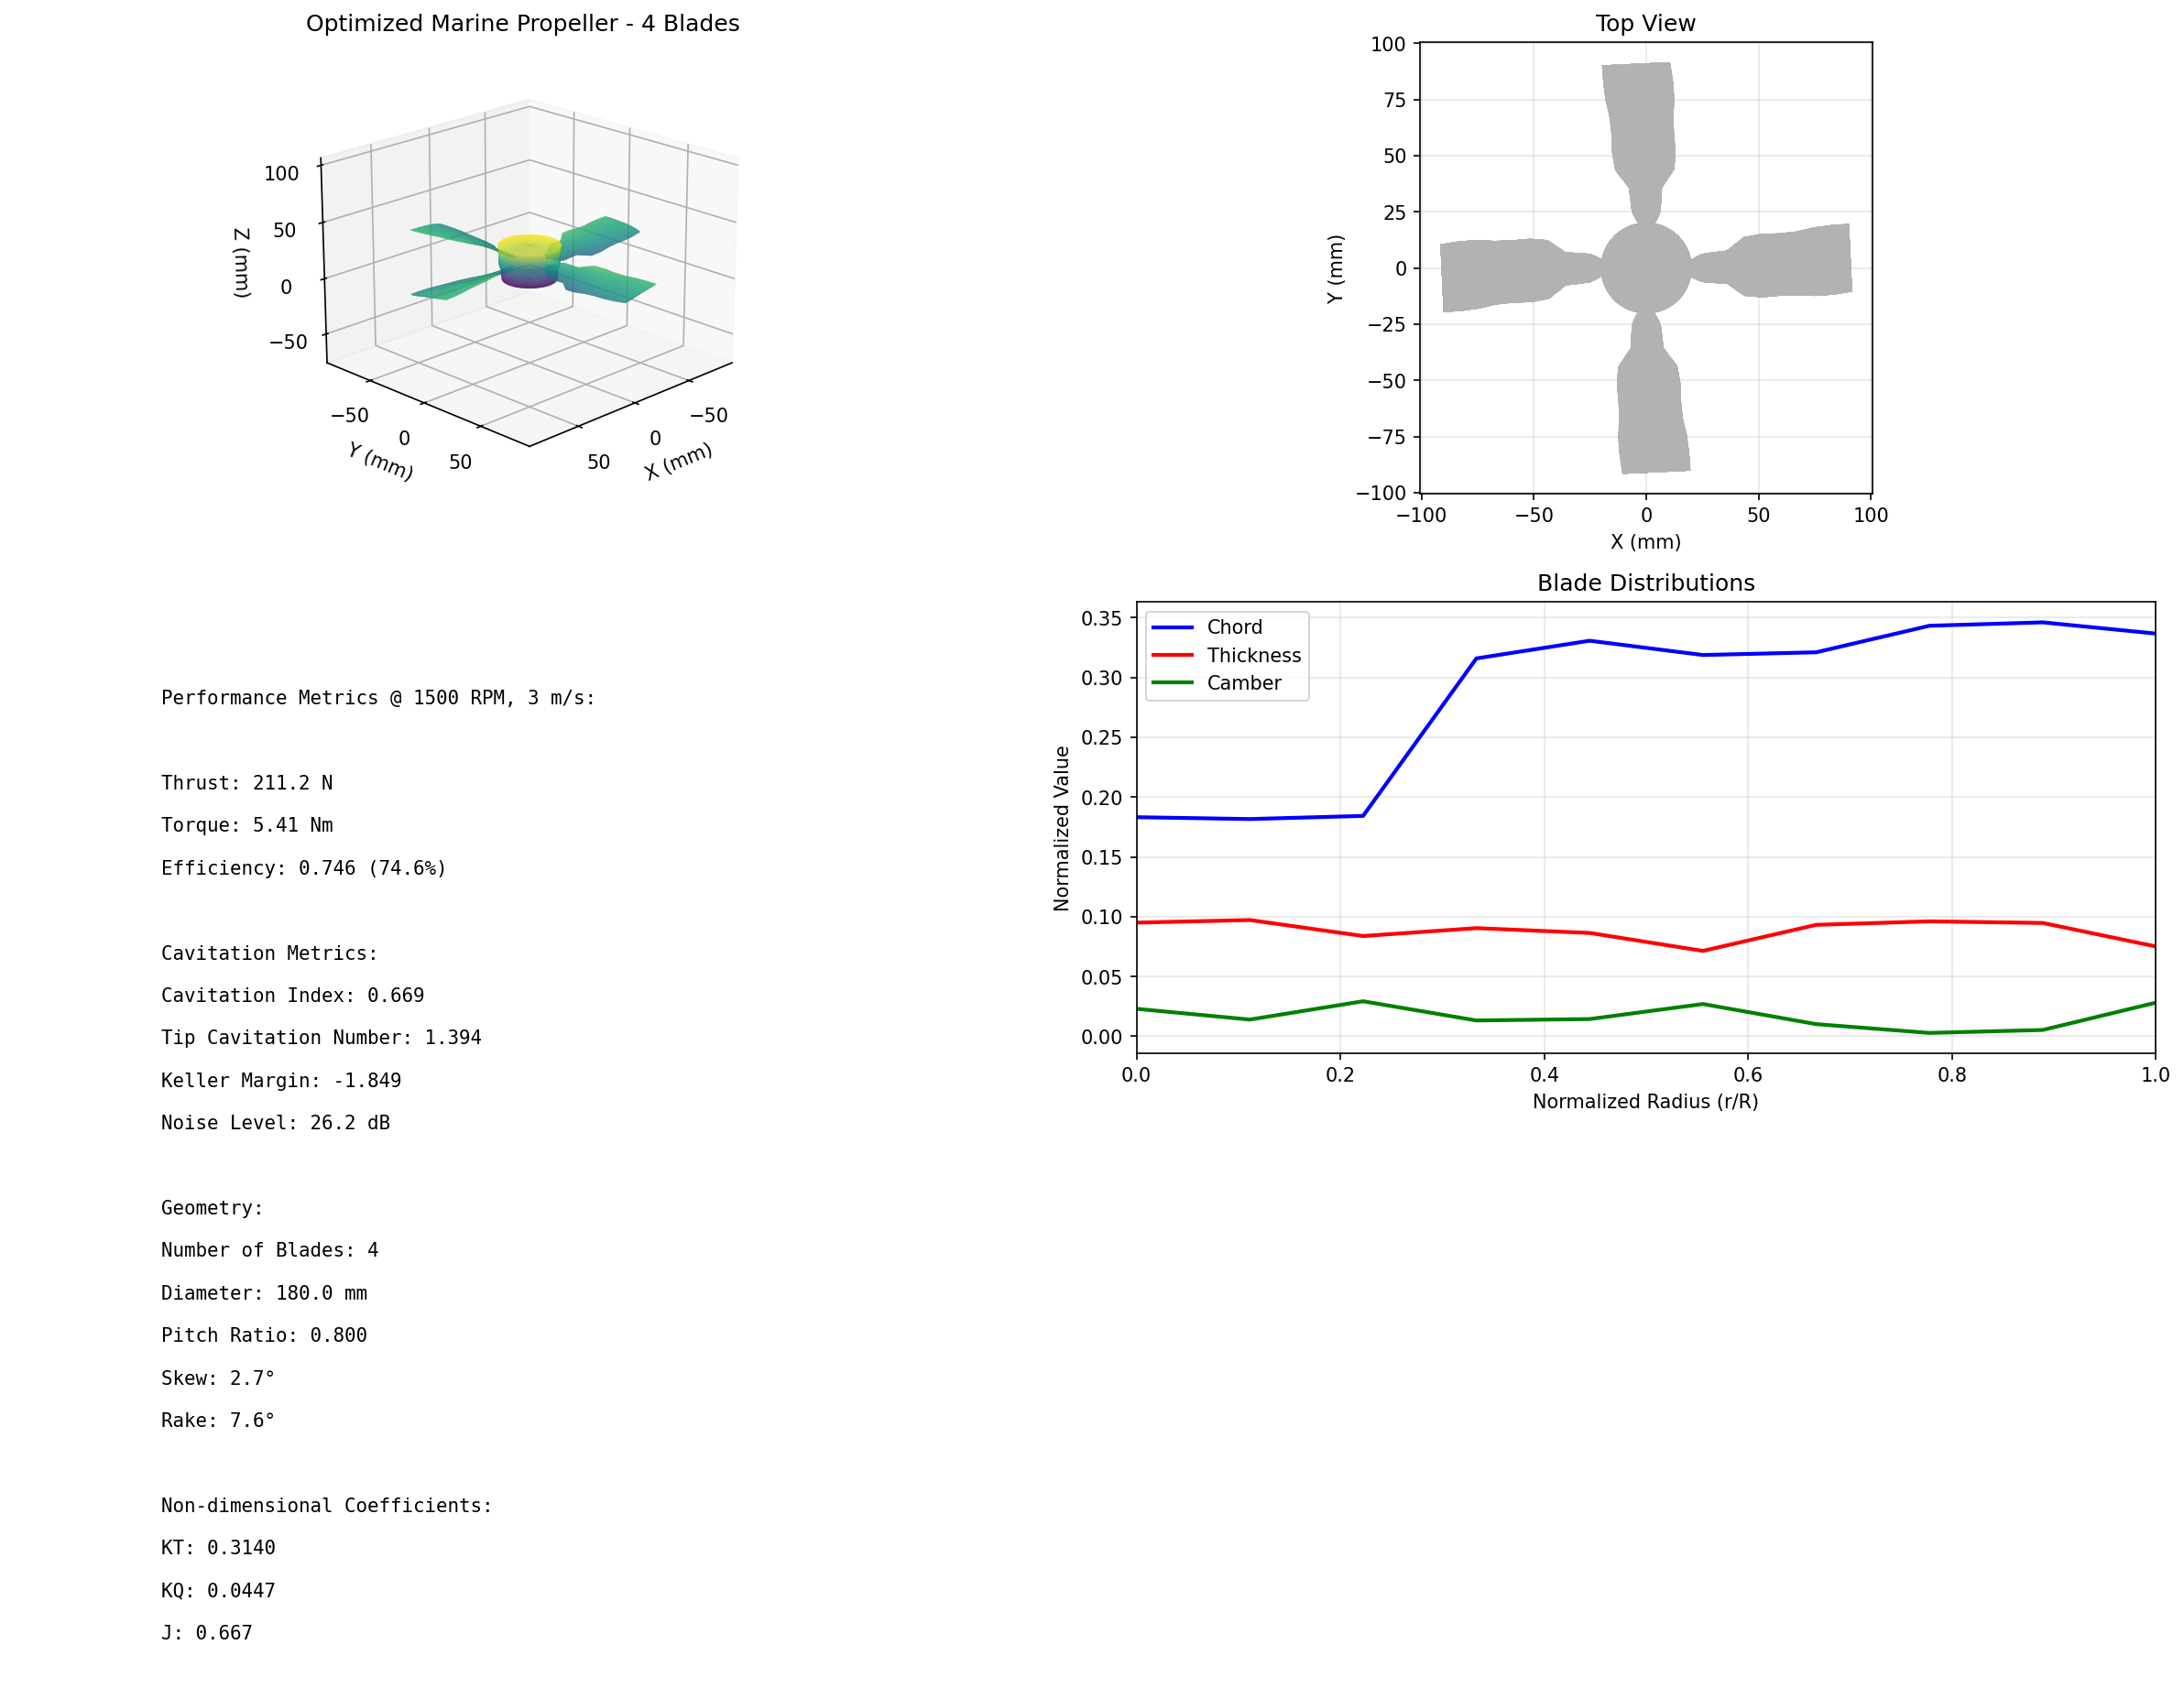 Optimized Marine Propeller - 4 Blades
100
50
0
−50
Z (mm)
−50
0
50
Y (mm)
50
0
−50
X (mm)
Top View
100
75
50
25
0
−25
−50
−75
−100
Y (mm)
−100
−50
0
50
100
X (mm)
Performance Metrics @ 1500 RPM, 3 m/s:
Thrust: 211.2 N
Torque: 5.41 Nm
Efficiency: 0.746 (74.6%)
Cavitation Metrics:
Cavitation Index: 0.669
Tip Cavitation Number: 1.394
Keller Margin: -1.849
Noise Level: 26.2 dB
Geometry:
Number of Blades: 4
Diameter: 180.0 mm
Pitch Ratio: 0.800
Skew: 2.7°
Rake: 7.6°
Non-dimensional Coefficients:
KT: 0.3140
KQ: 0.0447
J: 0.667
Blade Distributions
Chord
Thickness
Camber
0.35
0.30
0.25
0.20
0.15
0.10
0.05
0.00
Normalized Value
0.0
0.2
0.4
0.6
0.8
1.0
Normalized Radius (r/R)